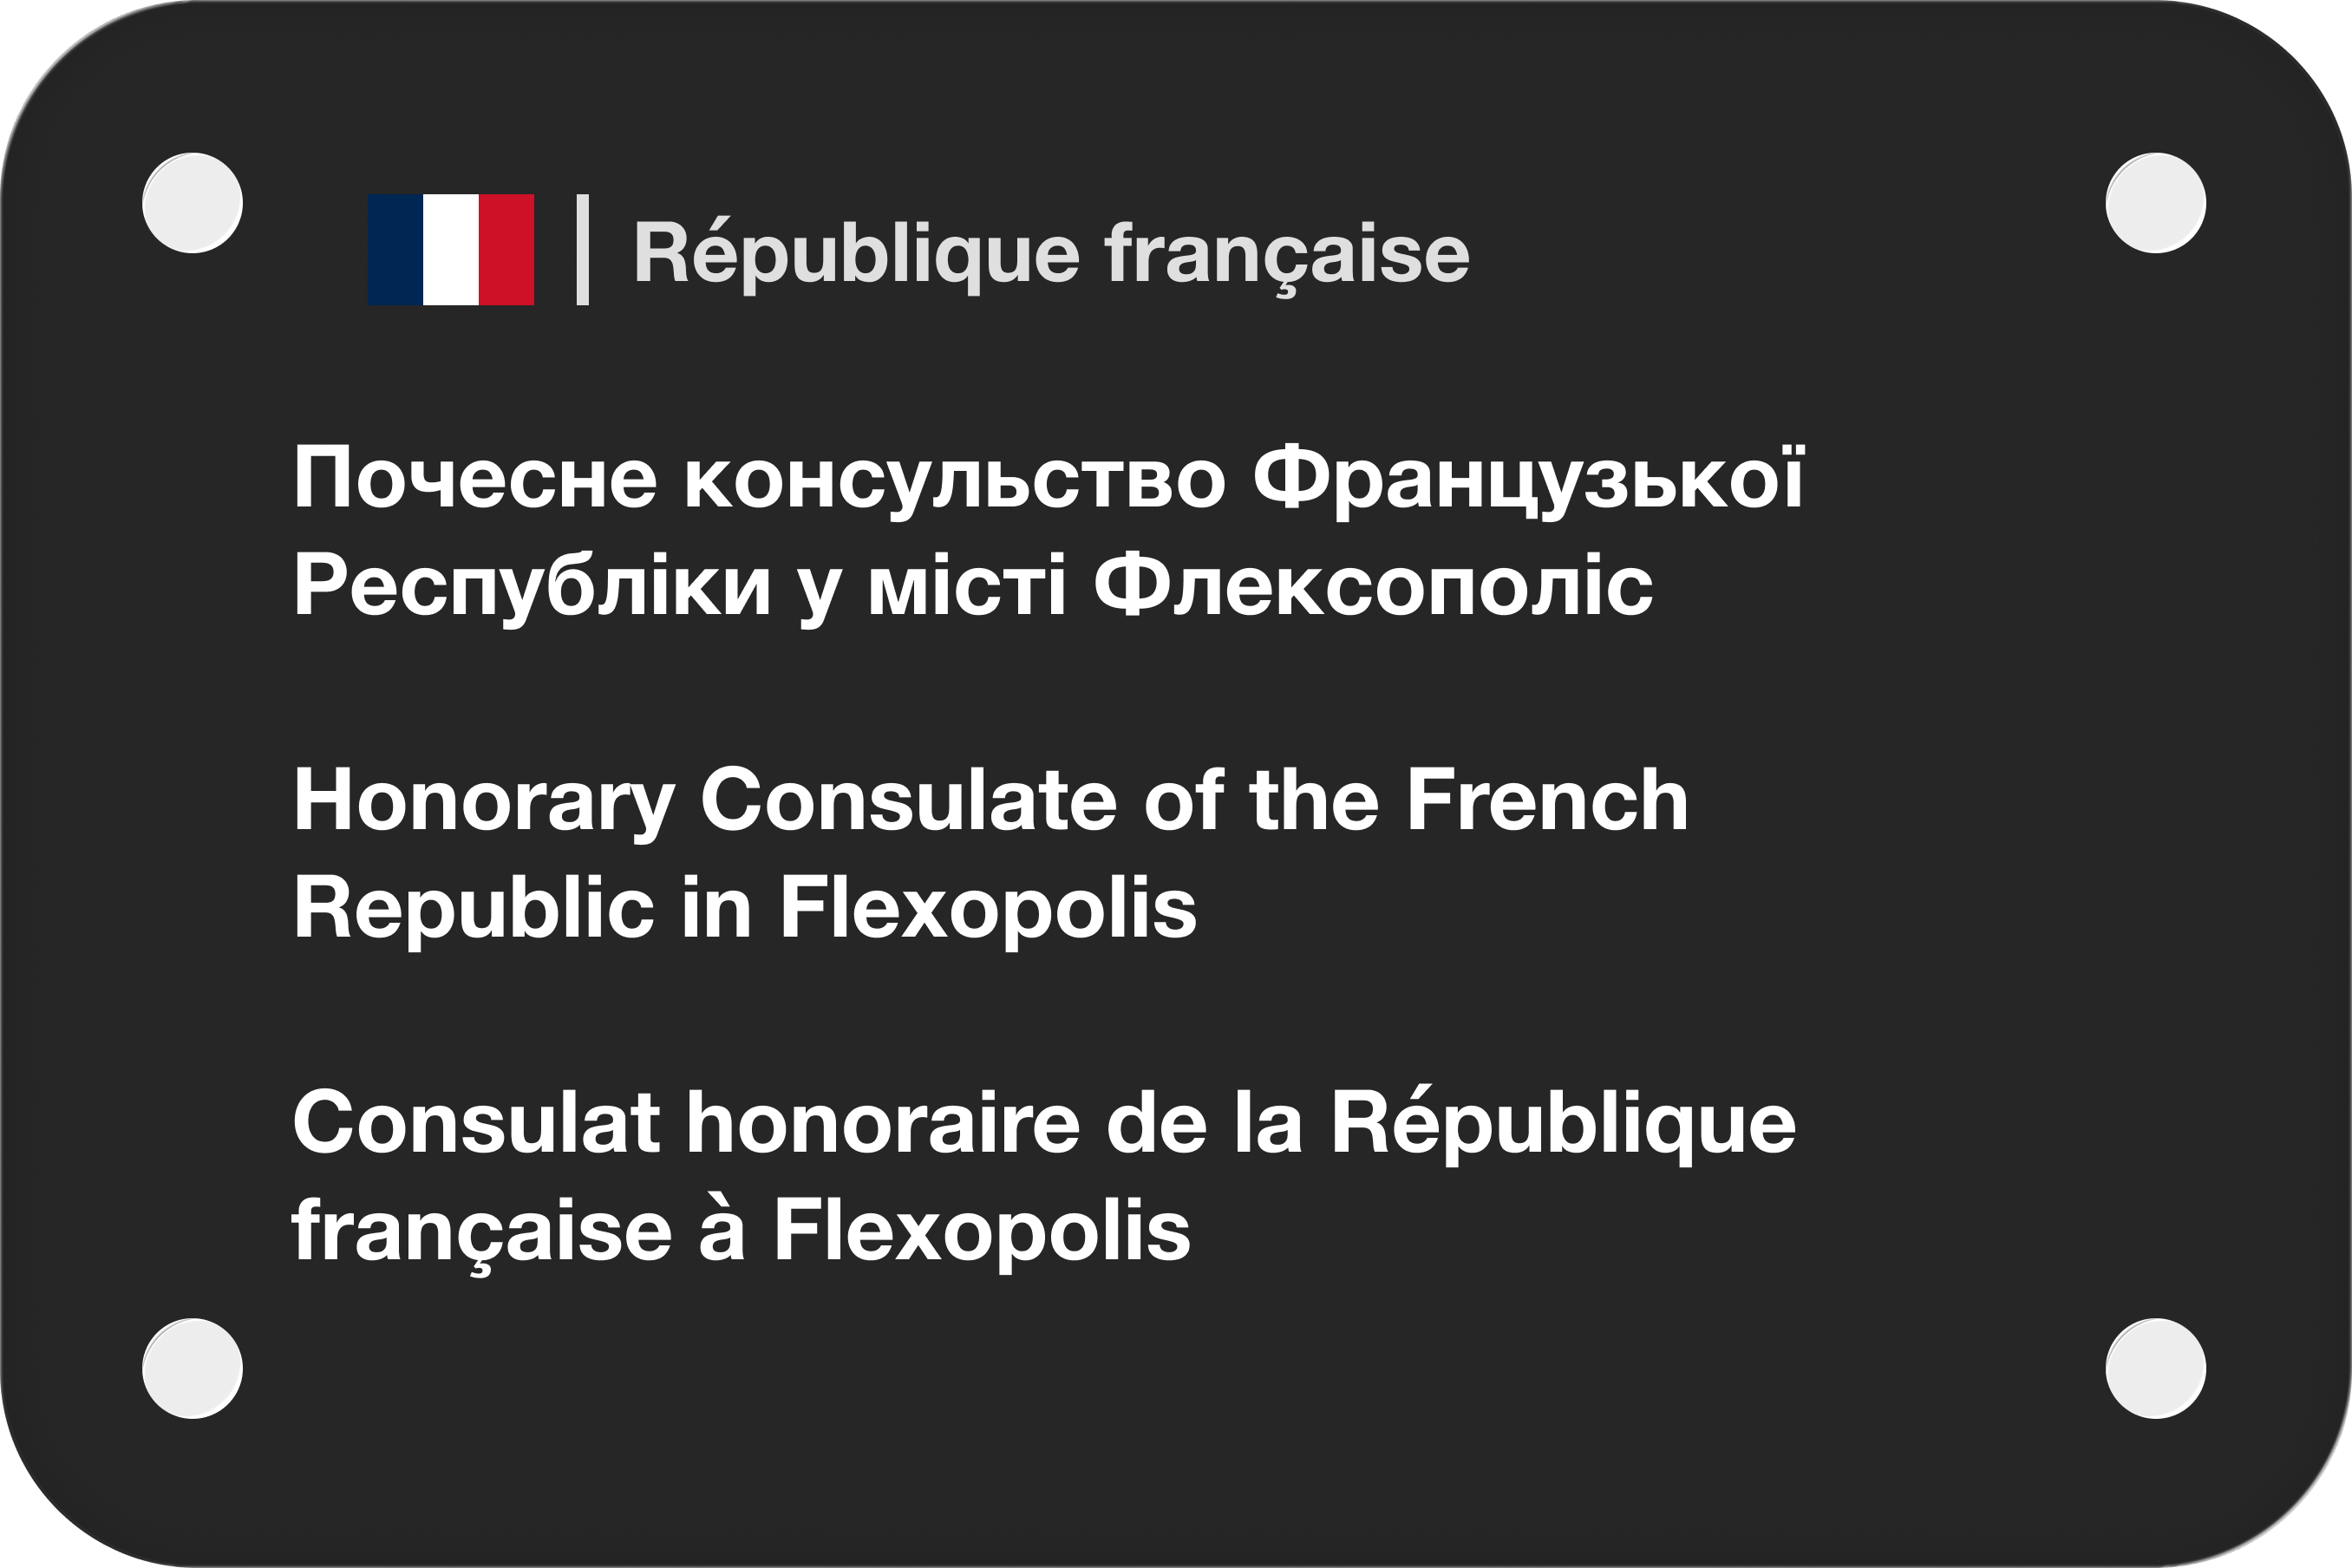 République française
Почесне консульство Французької
Республіки у місті Флексополіс
Honorary Consulate of the French
Republic in Flexopolis
Consulat honoraire de la République
française à Flexopolis